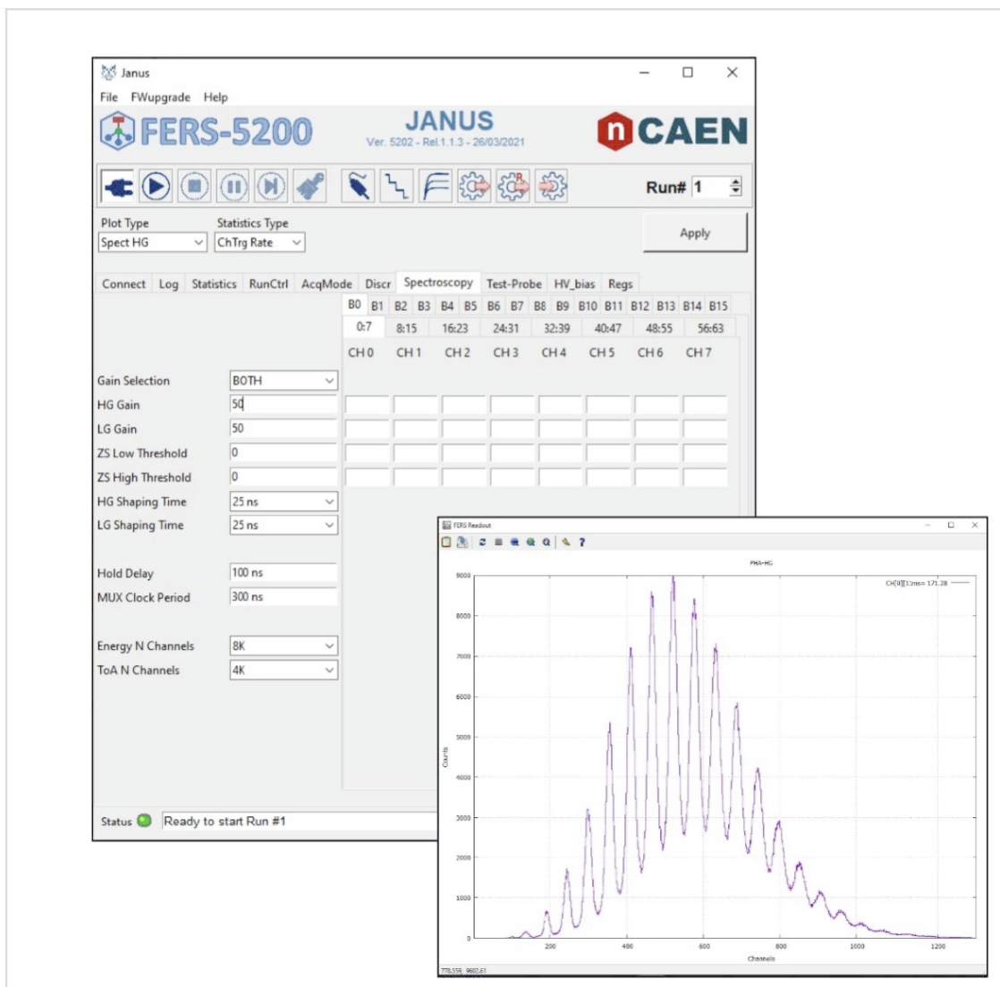 Janus
File FWupgrade Help
FERS-5200
JANUS
Ver. 5202 - Rel.1.1.3 - 26/03/2021
n CAEN
Run# 1
Plot Type Statistics Type
Spect HG ChTrg Rate
Apply
Connect Log Statistics RunCtrl AcqMode Discr Spectroscopy Test-Probe HV_bias Regs
B0 B1 B2 B3 B4 B5 B6 B7 B8 B9 B10 B11 B12 B13 B14 B15
0:7 8:15 16:23 24:31 32:39 40:47 48:55 56:63
CH 0 CH 1 CH 2 CH 3 CH 4 CH 5 CH 6 CH 7
Gain Selection BOTH
HG Gain 50
LG Gain 50
ZS Low Threshold 0
ZS High Threshold 0
HG Shaping Time 25 ns
LG Shaping Time 25 ns
Hold Delay 100 ns
MUX Clock Period 300 ns
Energy N Channels 8K
ToA N Channels 4K
Status Ready to start Run #1
FERS Readout
PHA-HG
= 171.28
9000
8000
7000
6000
5000
4000
3000
2000
1000
0
Counts
200 400 600 800 1000 1200
Channels
778.559, 9602.61